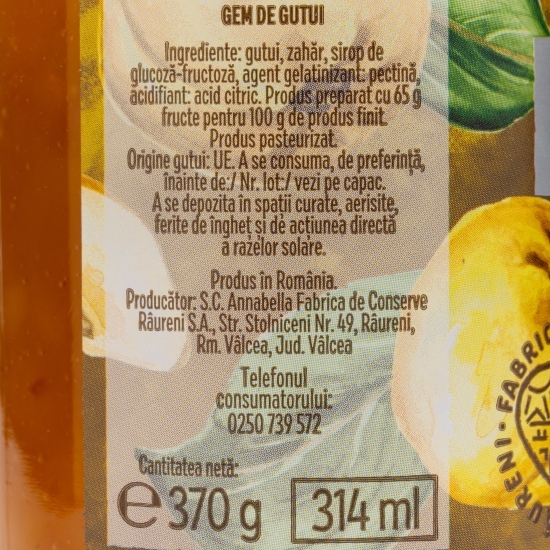 GEM DE GUTUI
Ingrediente: gutui, zahăr, sirop de
glucoză-fructoză, agent gelatinizant: pectină,
acidifiant: acid citric. Produs preparat cu 65 g
fructe pentru 100 g de produs finit.
Produs pasteurizat.
Origine gutui: UE. A se consuma, de preferință,
înainte de:/ Nr. lot:/ vezi pe capac.
A se depozita în spații curate, aerisite,
ferite de îngheț și de acțiunea directă
a razelor solare.
Produs în România.
Producător: S.C. Annabella Fabrica de Conserve
Râureni S.A., Str. Stolniceni Nr. 49, Râureni,
Rm. Vâlcea, Jud. Vâlcea
Telefonul
consumatorului:
0250 739 572
Cantitatea netă:
e 370 g 314 ml